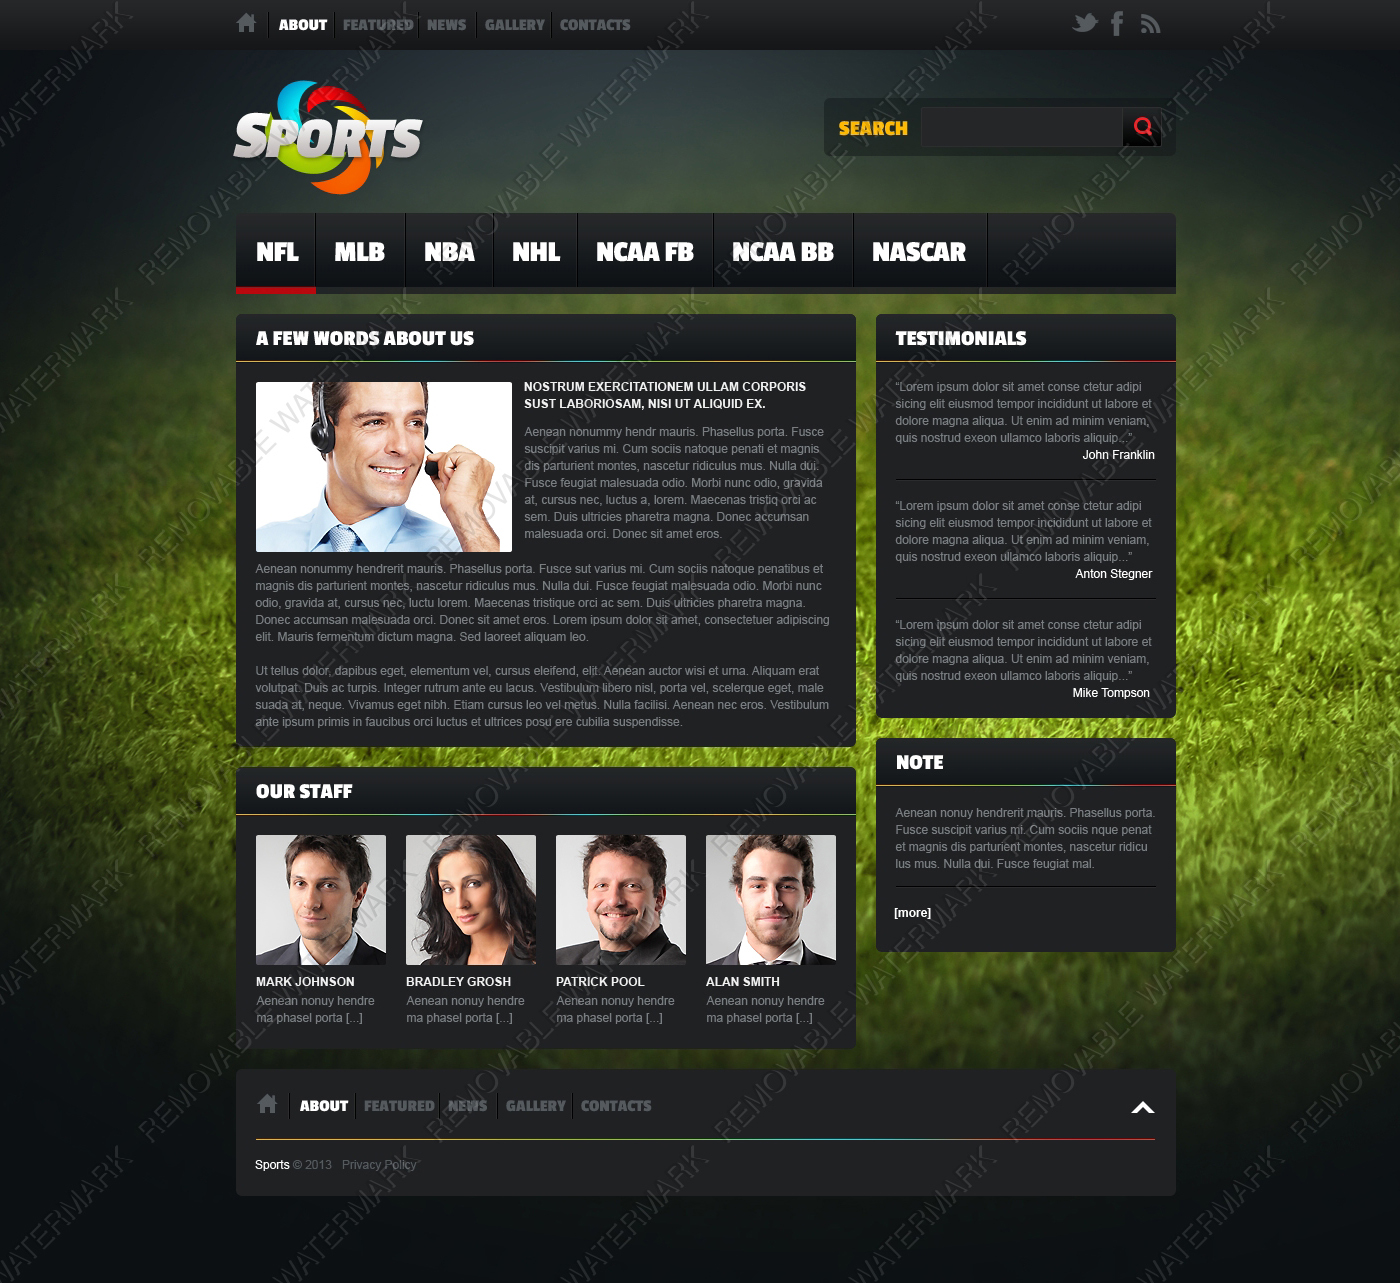 ABOUT FEATURED NEWS GALLERY CONTACTS
SPORTS
SEARCH
NFL MLB NBA NHL NCAA FB NCAA BB NASCAR
A FEW WORDS ABOUT US
NOSTRUM EXERCITATIONEM ULLAM CORPORIS
SUST LABORIOSAM, NISI UT ALIQUID EX.
Aenean nonummy hendr mauris. Phasellus porta. Fusce
suscipit varius mi. Cum sociis natoque penati et magnis
dis parturient montes, nascetur ridiculus mus. Nulla dui.
Fusce feugiat malesuada odio. Morbi nunc odio, gravida
at, cursus nec, luctus a, lorem. Maecenas tristiq orci ac
sem. Duis ultricies pharetra magna. Donec accumsan
malesuada orci. Donec sit amet eros.
Aenean nonummy hendrerit mauris. Phasellus porta. Fusce sut varius mi. Cum sociis natoque penatibus et
magnis dis parturient montes, nascetur ridiculus mus. Nulla dui. Fusce feugiat malesuada odio. Morbi nunc
odio, gravida at, cursus nec, luctu lorem. Maecenas tristique orci ac sem. Duis ultricies pharetra magna.
Donec accumsan malesuada orci. Donec sit amet eros. Lorem ipsum dolor sit amet, consectetuer adipiscing
elit. Mauris fermentum dictum magna. Sed laoreet aliquam leo.
Ut tellus dolor, dapibus eget, elementum vel, cursus eleifend, elit. Aenean auctor wisi et urna. Aliquam erat
volutpat. Duis ac turpis. Integer rutrum ante eu lacus. Vestibulum libero nisl, porta vel, scelerque eget, male
suada at, neque. Vivamus eget nibh. Etiam cursus leo vel metus. Nulla facilisi. Aenean nec eros. Vestibulum
ante ipsum primis in faucibus orci luctus et ultrices posu ere cubilia suspendisse.
TESTIMONIALS
“Lorem ipsum dolor sit amet conse ctetur adipi
sicing elit eiusmod tempor incididunt ut labore et
dolore magna aliqua. Ut enim ad minim veniam,
quis nostrud exeon ullamco laboris aliquip...”
John Franklin
“Lorem ipsum dolor sit amet conse ctetur adipi
sicing elit eiusmod tempor incididunt ut labore et
dolore magna aliqua. Ut enim ad minim veniam,
quis nostrud exeon ullamco laboris aliquip...”
Anton Stegner
“Lorem ipsum dolor sit amet conse ctetur adipi
sicing elit eiusmod tempor incididunt ut labore et
dolore magna aliqua. Ut enim ad minim veniam,
quis nostrud exeon ullamco laboris aliquip...”
Mike Tompson
NOTE
Aenean nonuy hendrerit mauris. Phasellus porta.
Fusce suscipit varius mi. Cum sociis nque penat
et magnis dis parturient montes, nascetur ridicu
lus mus. Nulla dui. Fusce feugiat mal.
[more]
OUR STAFF
MARK JOHNSON
Aenean nonuy hendre
ma phasel porta [...]
BRADLEY GROSH
Aenean nonuy hendre
ma phasel porta [...]
PATRICK POOL
Aenean nonuy hendre
ma phasel porta [...]
ALAN SMITH
Aenean nonuy hendre
ma phasel porta [...]
ABOUT FEATURED NEWS GALLERY CONTACTS
Sports © 2013 Privacy Policy
REMOVABLE WATERMARK